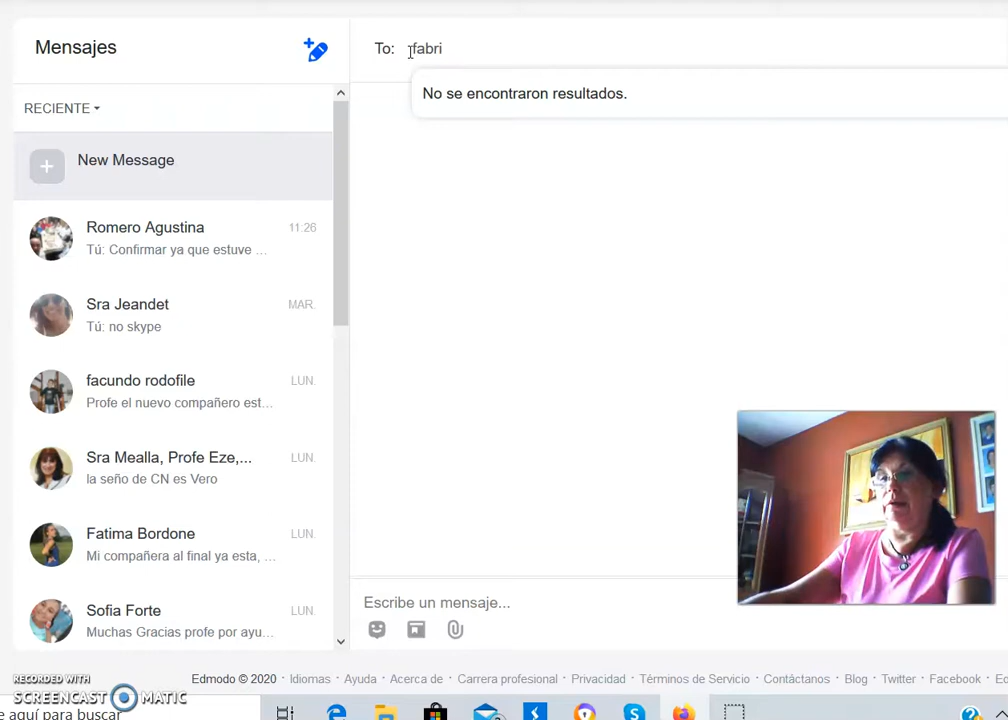 Mensajes
To: fabri
No se encontraron resultados.
RECIENTE
New Message
Romero Agustina
11:26
Tú: Confirmar ya que estuve ...
Sra Jeandet
MAR.
Tú: no skype
facundo rodofile
LUN.
Profe el nuevo compañero est...
Sra Mealla, Profe Eze,...
LUN.
la seño de CN es Vero
Fatima Bordone
LUN.
Mi compañera al final ya esta, ...
Sofia Forte
LUN.
Muchas Gracias profe por ayu...
Escribe un mensaje...
RECORDED WITH
SCREENCAST MATIC
Edmodo © 2020 Idiomas Ayuda Acerca de Carrera profesional Privacidad Términos de Servicio Contáctanos Blog Twitter Facebook
e aquí para buscar